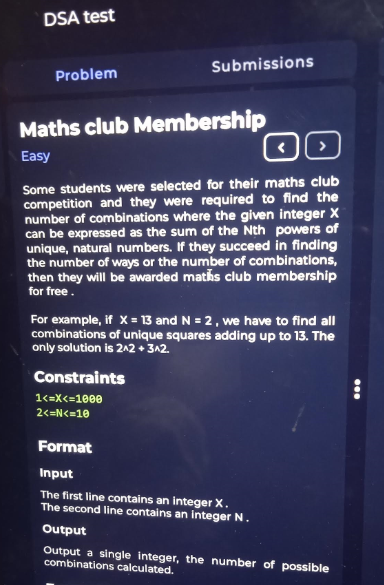 DSA test
Problem
Submissions
Maths club Membership
Easy
< >
Some students were selected for their maths club
competition and they were required to find the
number of combinations where the given integer X
can be expressed as the sum of the Nth powers of
unique, natural numbers. If they succeed in finding
the number of ways or the number of combinations,
then they will be awarded maths club membership
for free .
For example, if X = 13 and N = 2 , we have to find all
combinations of unique squares adding up to 13. The
only solution is 2^2 + 3^2.
Constraints
1<=X<=1000
2<=N<=10
Format
Input
The first line contains an integer X .
The second line contains an integer N .
Output
Output a single integer, the number of possible
combinations calculated.